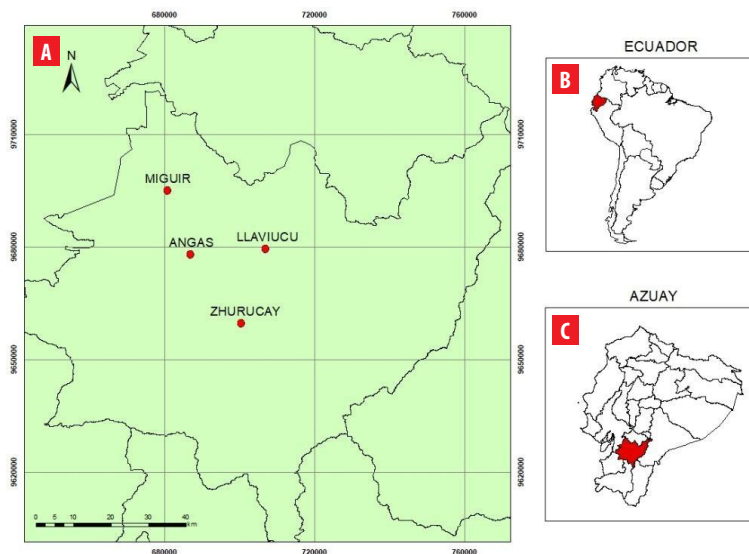 680000 720000 760000
A
N
9710000 9710000
MIGUIR
ANGAS LLAVIUCU
9680000 9680000
ZHURUCAY
9650000 9650000
9620000 9620000
0 5 10 20 30 40
km
680000 720000 760000
ECUADOR
B
AZUAY
C